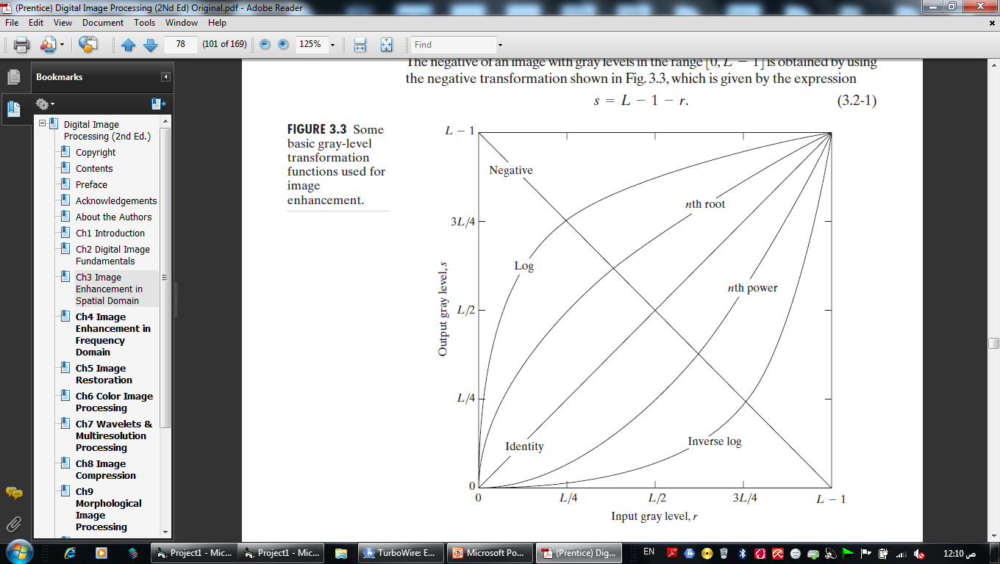 (Prentice) Digital Image Processing (2Nd Ed) Original.pdf - Adobe Reader
File Edit View Document Tools Window Help
78 (101 of 169) 125% Find
Bookmarks
Digital Image
Processing (2nd Ed.)
Copyright
Contents
Preface
Acknowledgements
About the Authors
Ch1 Introduction
Ch2 Digital Image
Fundamentals
Ch3 Image
Enhancement in
Spatial Domain
Ch4 Image
Enhancement in
Frequency
Domain
Ch5 Image
Restoration
Ch6 Color Image
Processing
Ch7 Wavelets &
Multiresolution
Processing
Ch8 Image
Compression
Ch9
Morphological
Image
Processing
The negative of an image with gray levels in the range [0, L − 1] is obtained by using
the negative transformation shown in Fig. 3.3, which is given by the expression
s = L − 1 − r. (3.2-1)
FIGURE 3.3 Some
basic gray-level
transformation
functions used for
image
enhancement.
L − 1
3L/4
L/2
L/4
0
Output gray level, s
Negative
nth root
Log
nth power
Identity
Inverse log
0 L/4 L/2 3L/4 L − 1
Input gray level, r
Project1 - Mic...
Project1 - Mic...
TurboWire: E...
Microsoft Po...
(Prentice) Dig...
EN
12:10 ص